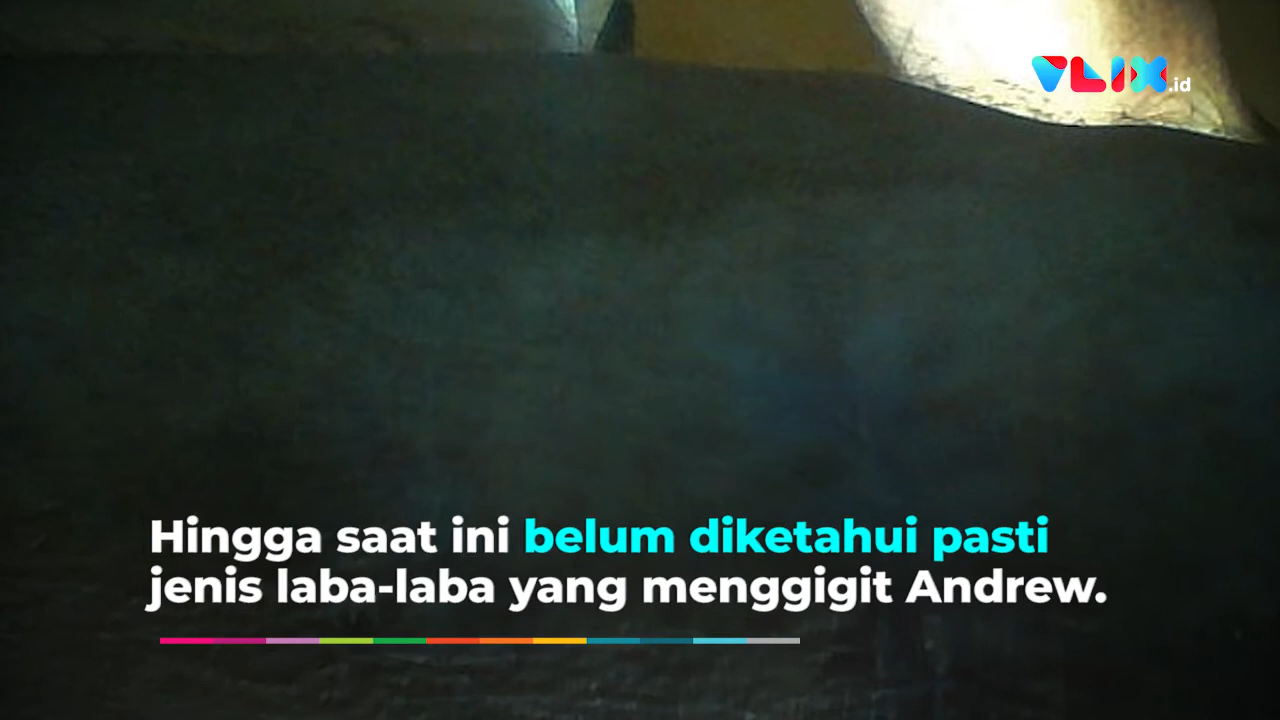 VLIX.id
Hingga saat ini belum diketahui pasti
jenis laba-laba yang menggigit Andrew.